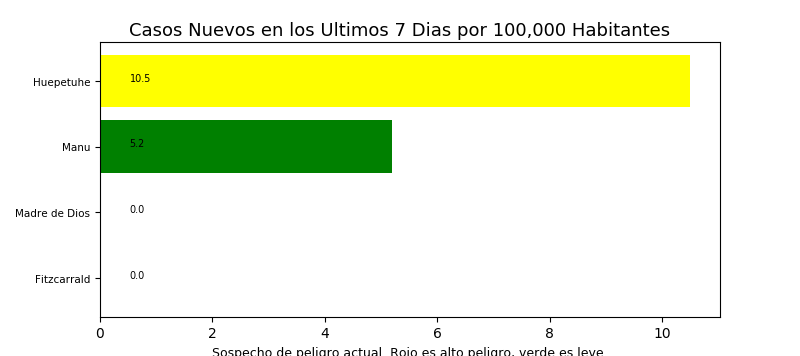 Casos Nuevos en los Ultimos 7 Dias por 100,000 Habitantes
Huepetuhe 10.5
Manu 5.2
Madre de Dios 0.0
Fitzcarrald 0.0
0 2 4 6 8 10
Sospecho de peligro actual. Rojo es alto peligro, verde es leve